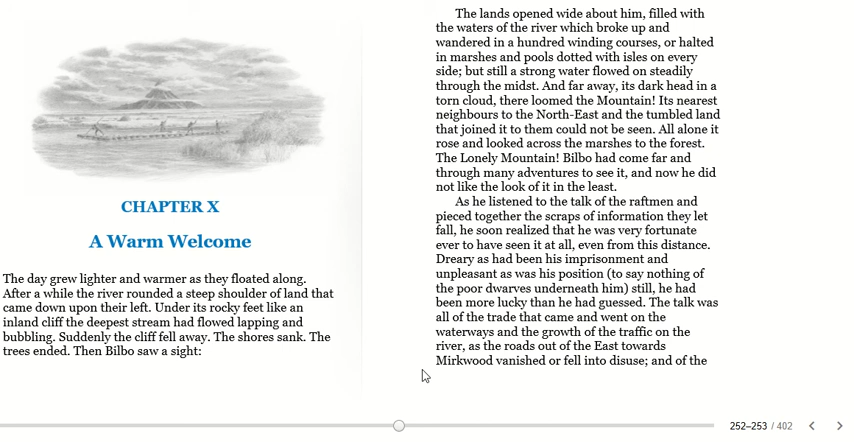 CHAPTER X
A Warm Welcome
The day grew lighter and warmer as they floated along.
After a while the river rounded a steep shoulder of land that
came down upon their left. Under its rocky feet like an
inland cliff the deepest stream had flowed lapping and
bubbling. Suddenly the cliff fell away. The shores sank. The
trees ended. Then Bilbo saw a sight:
The lands opened wide about him, filled with
the waters of the river which broke up and
wandered in a hundred winding courses, or halted
in marshes and pools dotted with isles on every
side; but still a strong water flowed on steadily
through the midst. And far away, its dark head in a
torn cloud, there loomed the Mountain! Its nearest
neighbours to the North-East and the tumbled land
that joined it to them could not be seen. All alone it
rose and looked across the marshes to the forest.
The Lonely Mountain! Bilbo had come far and
through many adventures to see it, and now he did
not like the look of it in the least.
As he listened to the talk of the raftmen and
pieced together the scraps of information they let
fall, he soon realized that he was very fortunate
ever to have seen it at all, even from this distance.
Dreary as had been his imprisonment and
unpleasant as was his position (to say nothing of
the poor dwarves underneath him) still, he had
been more lucky than he had guessed. The talk was
all of the trade that came and went on the
waterways and the growth of the traffic on the
river, as the roads out of the East towards
Mirkwood vanished or fell into disuse; and of the
252–253 / 402